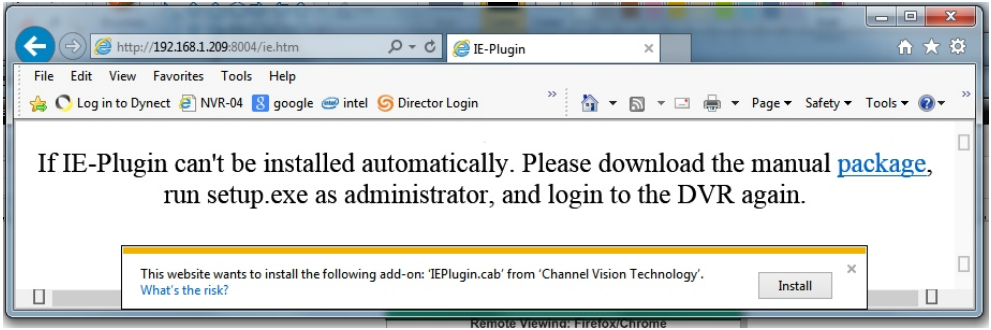 http://192.168.1.209:8004/ie.htm
IE-Plugin
File Edit View Favorites Tools Help
Log in to Dynect NVR-04 google intel Director Login Page Safety Tools
If IE-Plugin can't be installed automatically. Please download the manual package,
run setup.exe as administrator, and login to the DVR again.
This website wants to install the following add-on: 'IEPlugin.cab' from 'Channel Vision Technology'.
What's the risk?
Install
Remote Viewing: Firefox/Chrome